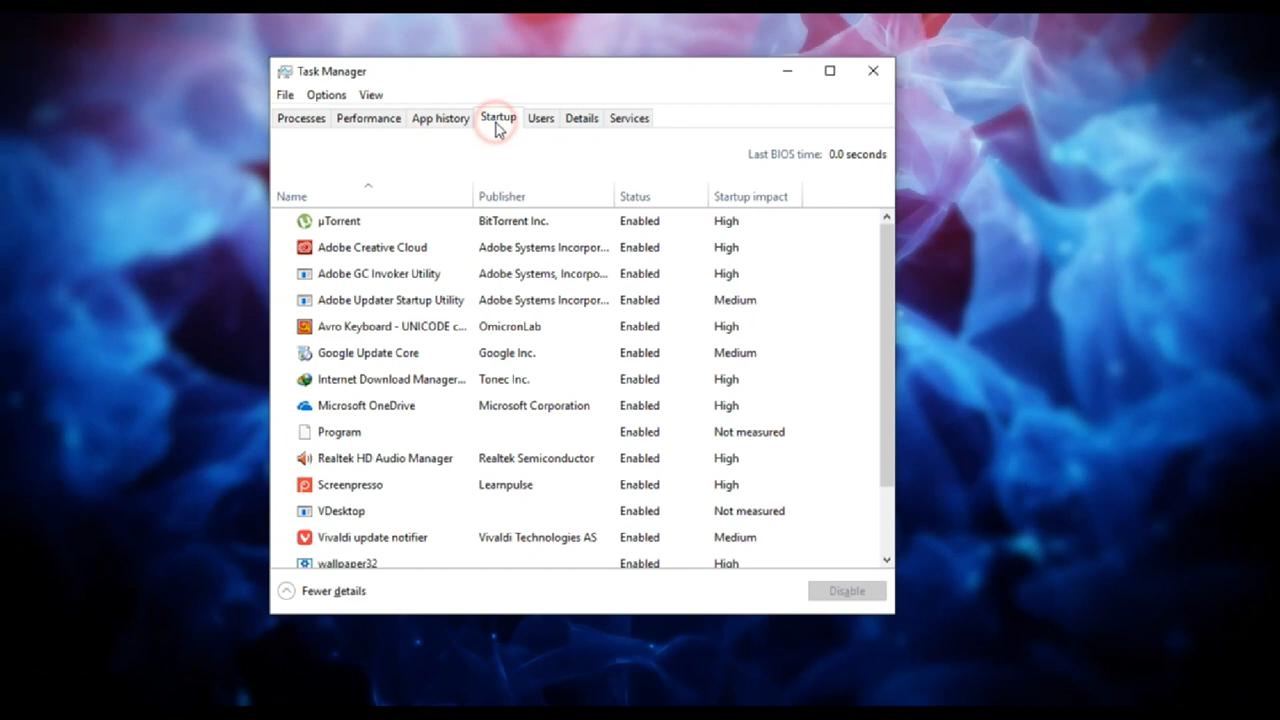 Task Manager
File Options View
Processes Performance App history Startup Users Details Services
Last BIOS time: 0.0 seconds
Name Publisher Status Startup impact
µTorrent BitTorrent Inc. Enabled High
Adobe Creative Cloud Adobe Systems Incorpor... Enabled High
Adobe GC Invoker Utility Adobe Systems, Incorpo... Enabled High
Adobe Updater Startup Utility Adobe Systems Incorpor... Enabled Medium
Avro Keyboard - UNICODE c... OmicronLab Enabled High
Google Update Core Google Inc. Enabled Medium
Internet Download Manager... Tonec Inc. Enabled High
Microsoft OneDrive Microsoft Corporation Enabled High
Program Enabled Not measured
Realtek HD Audio Manager Realtek Semiconductor Enabled High
Screenpresso Learnpulse Enabled High
VDesktop Enabled Not measured
Vivaldi update notifier Vivaldi Technologies AS Enabled Medium
wallpaper32 Enabled High
Fewer details Disable